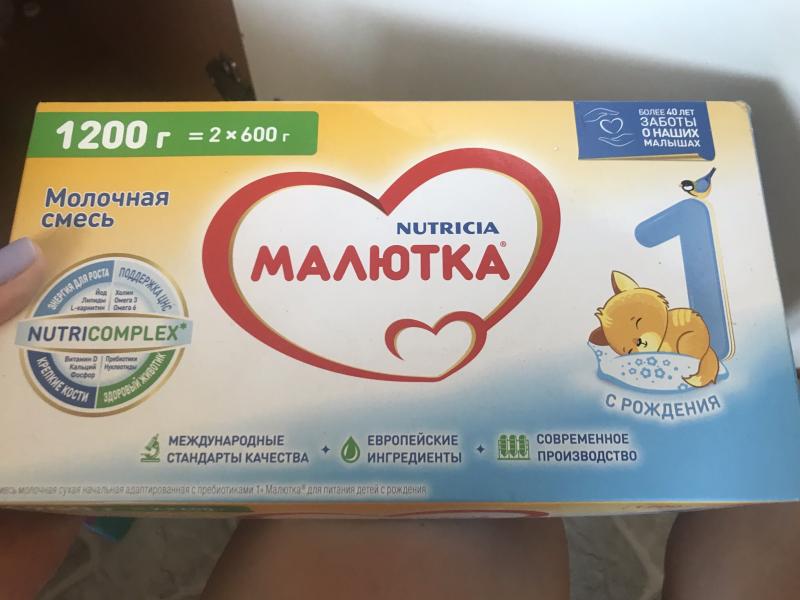 1200 г = 2×600 г
БОЛЕЕ 40 ЛЕТ
ЗАБОТЫ
О НАШИХ
МАЛЫШАХ
Молочная
смесь
NUTRICIA
МАЛЮТКА®
1
ЭНЕРГИЯ ДЛЯ РОСТА
ПОДДЕРЖКА ЦНС
Йод
Липиды
L-карнитин
Холин
Омега 3
Омега 6
NUTRICOMPLEX*
Витамин D
Кальций
Фосфор
Пребиотики
Нуклеотиды
КРЕПКИЕ КОСТИ
ЗДОРОВЫЙ ЖИВОТИК
С РОЖДЕНИЯ
МЕЖДУНАРОДНЫЕ
СТАНДАРТЫ КАЧЕСТВА
ЕВРОПЕЙСКИЕ
ИНГРЕДИЕНТЫ
СОВРЕМЕННОЕ
ПРОИЗВОДСТВО
месь молочная сухая начальная адаптированная с пребиотиками 1+ Малютка® для питания детей с рождения